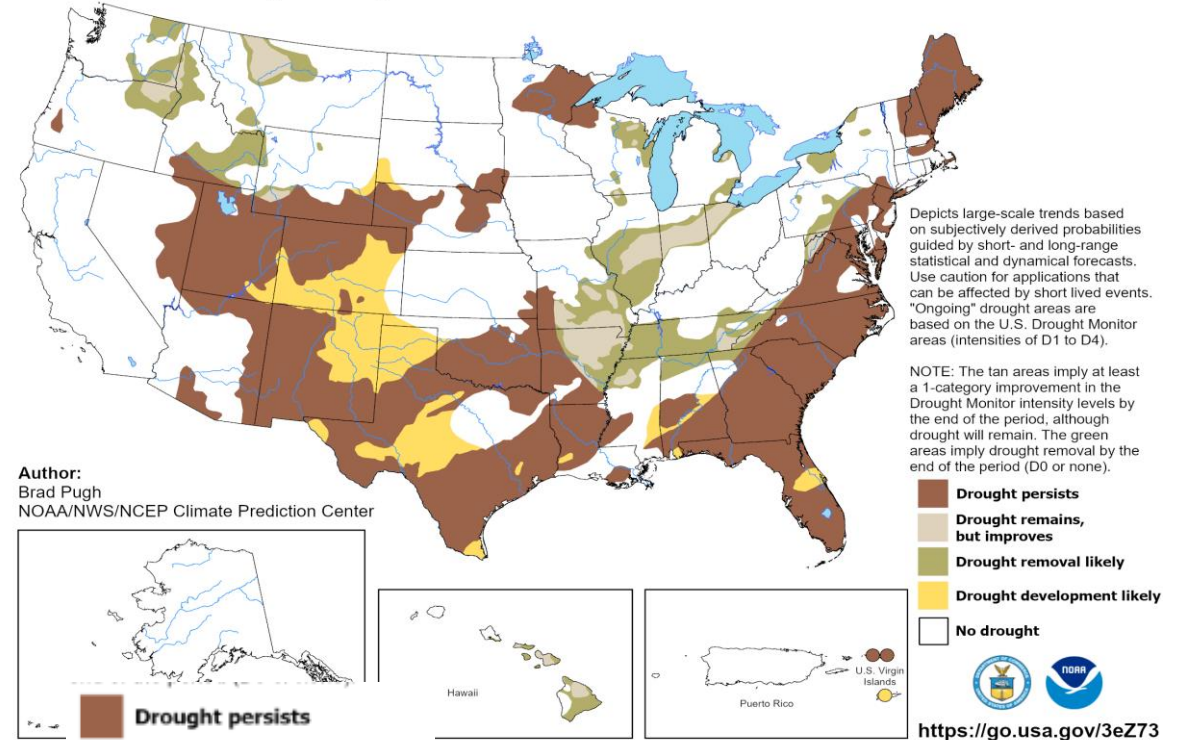 Depicts large-scale trends based
on subjectively derived probabilities
guided by short- and long-range
statistical and dynamical forecasts.
Use caution for applications that
can be affected by short lived events.
"Ongoing" drought areas are
based on the U.S. Drought Monitor
areas (intensities of D1 to D4).
NOTE: The tan areas imply at least
a 1-category improvement in the
Drought Monitor intensity levels by
the end of the period, although
drought will remain. The green
areas imply drought removal by the
end of the period (D0 or none).
Author:
Brad Pugh
NOAA/NWS/NCEP Climate Prediction Center
Drought persists
Drought remains,
but improves
Drought removal likely
Drought development likely
No drought
Hawaii
Puerto Rico
U.S. Virgin
Islands
Drought persists
NOAA
https://go.usa.gov/3eZ73